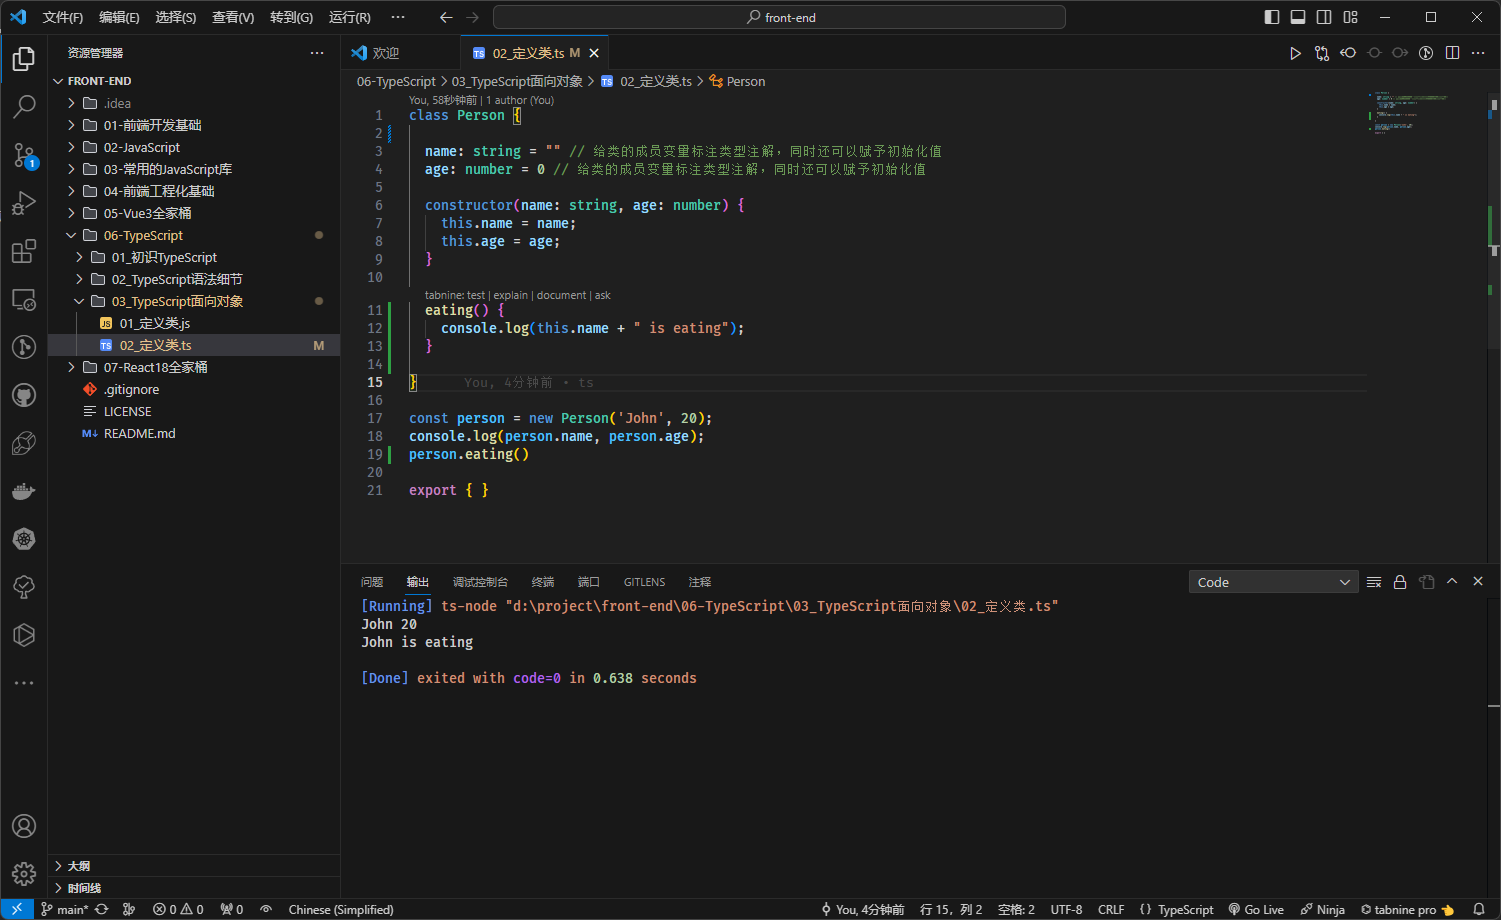 文件(F) 编辑(E) 选择(S) 查看(V) 转到(G) 运行(R) ··· front-end
资源管理器
FRONT-END
.idea
01-前端开发基础
02-JavaScript
03-常用的JavaScript库
04-前端工程化基础
05-Vue3全家桶
06-TypeScript
01_初识TypeScript
02_TypeScript语法细节
03_TypeScript面向对象
JS 01_定义类.js
TS 02_定义类.ts M
07-React18全家桶
.gitignore
LICENSE
M↓ README.md
大纲
时间线
1
欢迎
TS 02_定义类.ts M
06-TypeScript > 03_TypeScript面向对象 > TS 02_定义类.ts > Person
You, 58秒钟前 | 1 author (You)
1 class Person {
2
3 name: string = "" // 给类的成员变量标注类型注解，同时还可以赋予初始化值
4 age: number = 0 // 给类的成员变量标注类型注解，同时还可以赋予初始化值
5
6 constructor(name: string, age: number) {
7 this.name = name;
8 this.age = age;
9 }
10
tabnine: test | explain | document | ask
11 eating() {
12 console.log(this.name + " is eating");
13 }
14
15 } You, 4分钟前 • ts
16
17 const person = new Person('John', 20);
18 console.log(person.name, person.age);
19 person.eating()
20
21 export { }
问题 输出 调试控制台 终端 端口 GITLENS 注释 Code
[Running] ts-node "d:\project\front-end\06-TypeScript\03_TypeScript面向对象\02_定义类.ts"
John 20
John is eating
[Done] exited with code=0 in 0.638 seconds
main* 0 0 0 Chinese (Simplified) You, 4分钟前 行 15，列 2 空格: 2 UTF-8 CRLF {} TypeScript Go Live Ninja tabnine pro